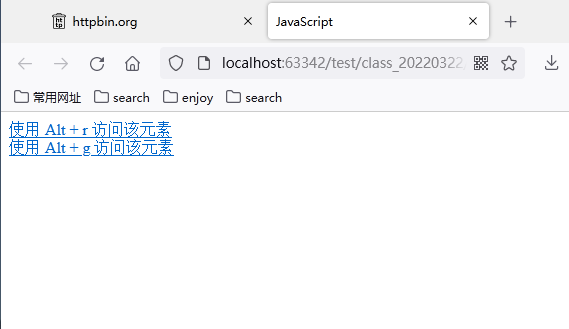 httpbin.org
JavaScript
localhost:63342/test/class_20220322
常用网址
search
enjoy
search
使用 Alt + r 访问该元素
使用 Alt + g 访问该元素